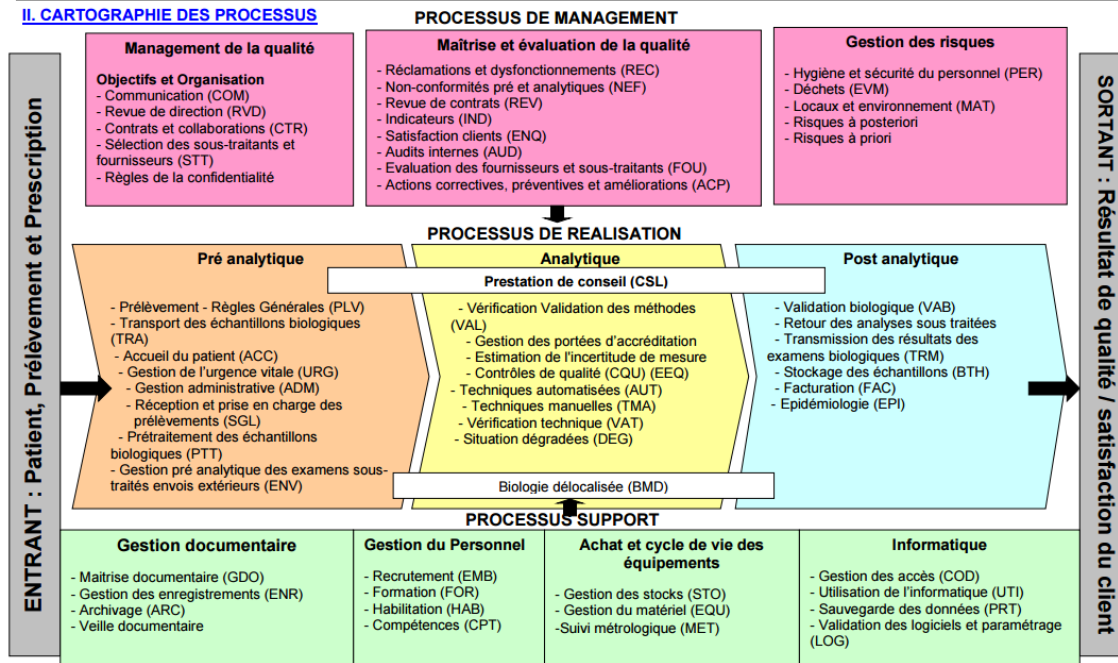 II. CARTOGRAPHIE DES PROCESSUS
PROCESSUS DE MANAGEMENT
ENTRANT : Patient, Prélèvement et Prescription
Management de la qualité
Objectifs et Organisation
- Communication (COM)
- Revue de direction (RVD)
- Contrats et collaborations (CTR)
- Sélection des sous-traitants et
fournisseurs (STT)
- Règles de la confidentialité
Maîtrise et évaluation de la qualité
- Réclamations et dysfonctionnements (REC)
- Non-conformités pré et analytiques (NEF)
- Revue de contrats (REV)
- Indicateurs (IND)
- Satisfaction clients (ENQ)
- Audits internes (AUD)
- Evaluation des fournisseurs et sous-traitants (FOU)
- Actions correctives, préventives et améliorations (ACP)
Gestion des risques
- Hygiène et sécurité du personnel (PER)
- Déchets (EVM)
- Locaux et environnement (MAT)
- Risques à posteriori
- Risques à priori
PROCESSUS DE REALISATION
Pré analytique
- Prélèvement - Règles Générales (PLV)
- Transport des échantillons biologiques
(TRA)
- Accueil du patient (ACC)
- Gestion de l'urgence vitale (URG)
- Gestion administrative (ADM)
- Réception et prise en charge des
prélèvements (SGL)
- Prétraitement des échantillons
biologiques (PTT)
- Gestion pré analytique des examens sous-
traités envois extérieurs (ENV)
Analytique
Prestation de conseil (CSL)
- Vérification Validation des méthodes
(VAL)
- Gestion des portées d'accréditation
- Estimation de l'incertitude de mesure
- Contrôles de qualité (CQU) (EEQ)
- Techniques automatisées (AUT)
- Techniques manuelles (TMA)
- Vérification technique (VAT)
- Situation dégradées (DEG)
Biologie délocalisée (BMD)
Post analytique
- Validation biologique (VAB)
- Retour des analyses sous traitées
- Transmission des résultats des
examens biologiques (TRM)
- Stockage des échantillons (BTH)
- Facturation (FAC)
- Epidémiologie (EPI)
PROCESSUS SUPPORT
Gestion documentaire
- Maitrise documentaire (GDO)
- Gestion des enregistrements (ENR)
- Archivage (ARC)
- Veille documentaire
Gestion du Personnel
- Recrutement (EMB)
- Formation (FOR)
- Habilitation (HAB)
- Compétences (CPT)
Achat et cycle de vie des
équipements
- Gestion des stocks (STO)
- Gestion du matériel (EQU)
-Suivi métrologique (MET)
Informatique
- Gestion des accès (COD)
- Utilisation de l'informatique (UTI)
- Sauvegarde des données (PRT)
- Validation des logiciels et paramétrage
(LOG)
SORTANT : Résultat de qualité / satisfaction du client